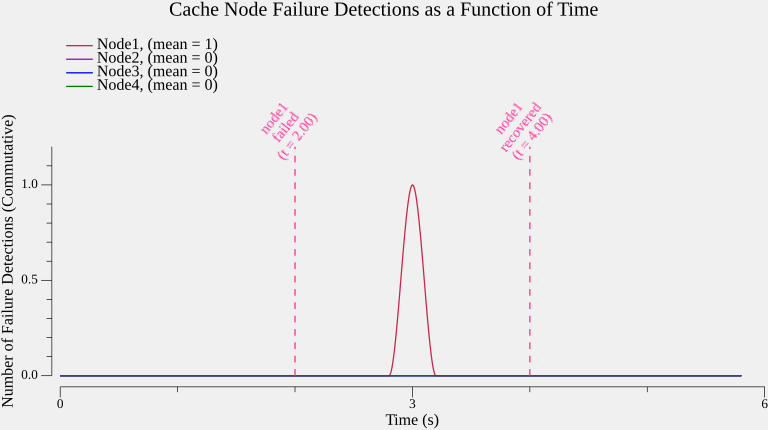 Cache Node Failure Detections as a Function of Time
Node1, (mean = 1)
Node2, (mean = 0)
Node3, (mean = 0)
Node4, (mean = 0)
node1
failed
(t = 2.00)
node1
recovered
(t = 4.00)
Number of Failure Detections (Commutative)
1.0
0.5
0.0
0
3
6
Time (s)